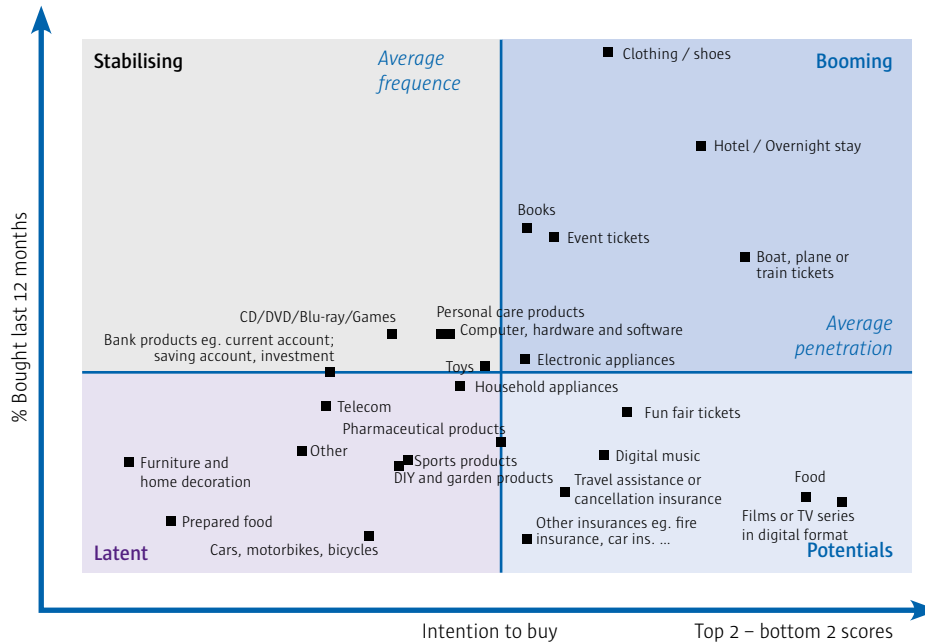 Stabilising
Average
frequence
Clothing / shoes
Booming
Hotel / Overnight stay
Books
Event tickets
Boat, plane or
train tickets
CD/DVD/Blu-ray/Games
Personal care products
Computer, hardware and software
Bank products eg. current account;
saving account, investment
Average
penetration
Toys
Electronic appliances
Household appliances
Telecom
Fun fair tickets
Pharmaceutical products
Other
Digital music
Sports products
DIY and garden products
Furniture and
home decoration
Travel assistance or
cancellation insurance
Food
Films or TV series
in digital format
Prepared food
Other insurances eg. fire
insurance, car ins. ...
Cars, motorbikes, bicycles
Latent
Potentials
% Bought last 12 months
Intention to buy
Top 2 – bottom 2 scores